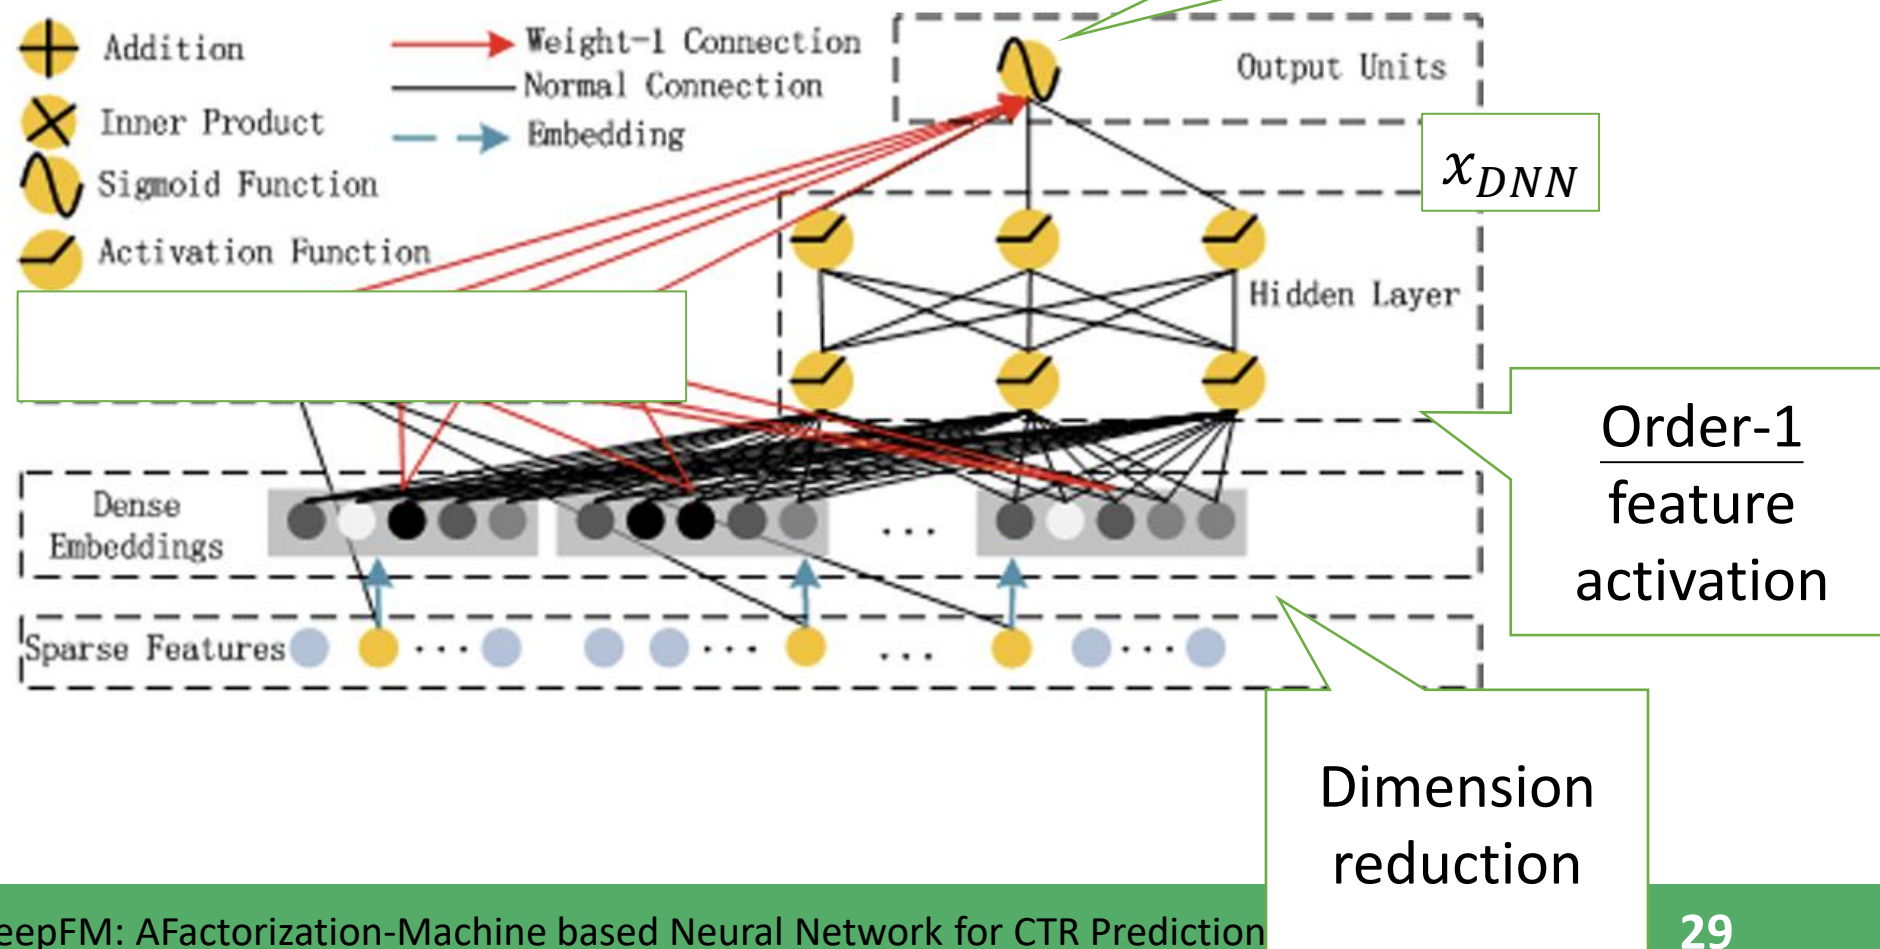 Addition
Inner Product
Sigmoid Function
Activation Function
Weight-1 Connection
Normal Connection
Embedding
Output Units
x_DNN
Hidden Layer
Order-1
feature
activation
Dense
Embeddings
...
Sparse Features ... ... ... ...
Dimension
reduction
eepFM: AFactorization-Machine based Neural Network for CTR Prediction
29